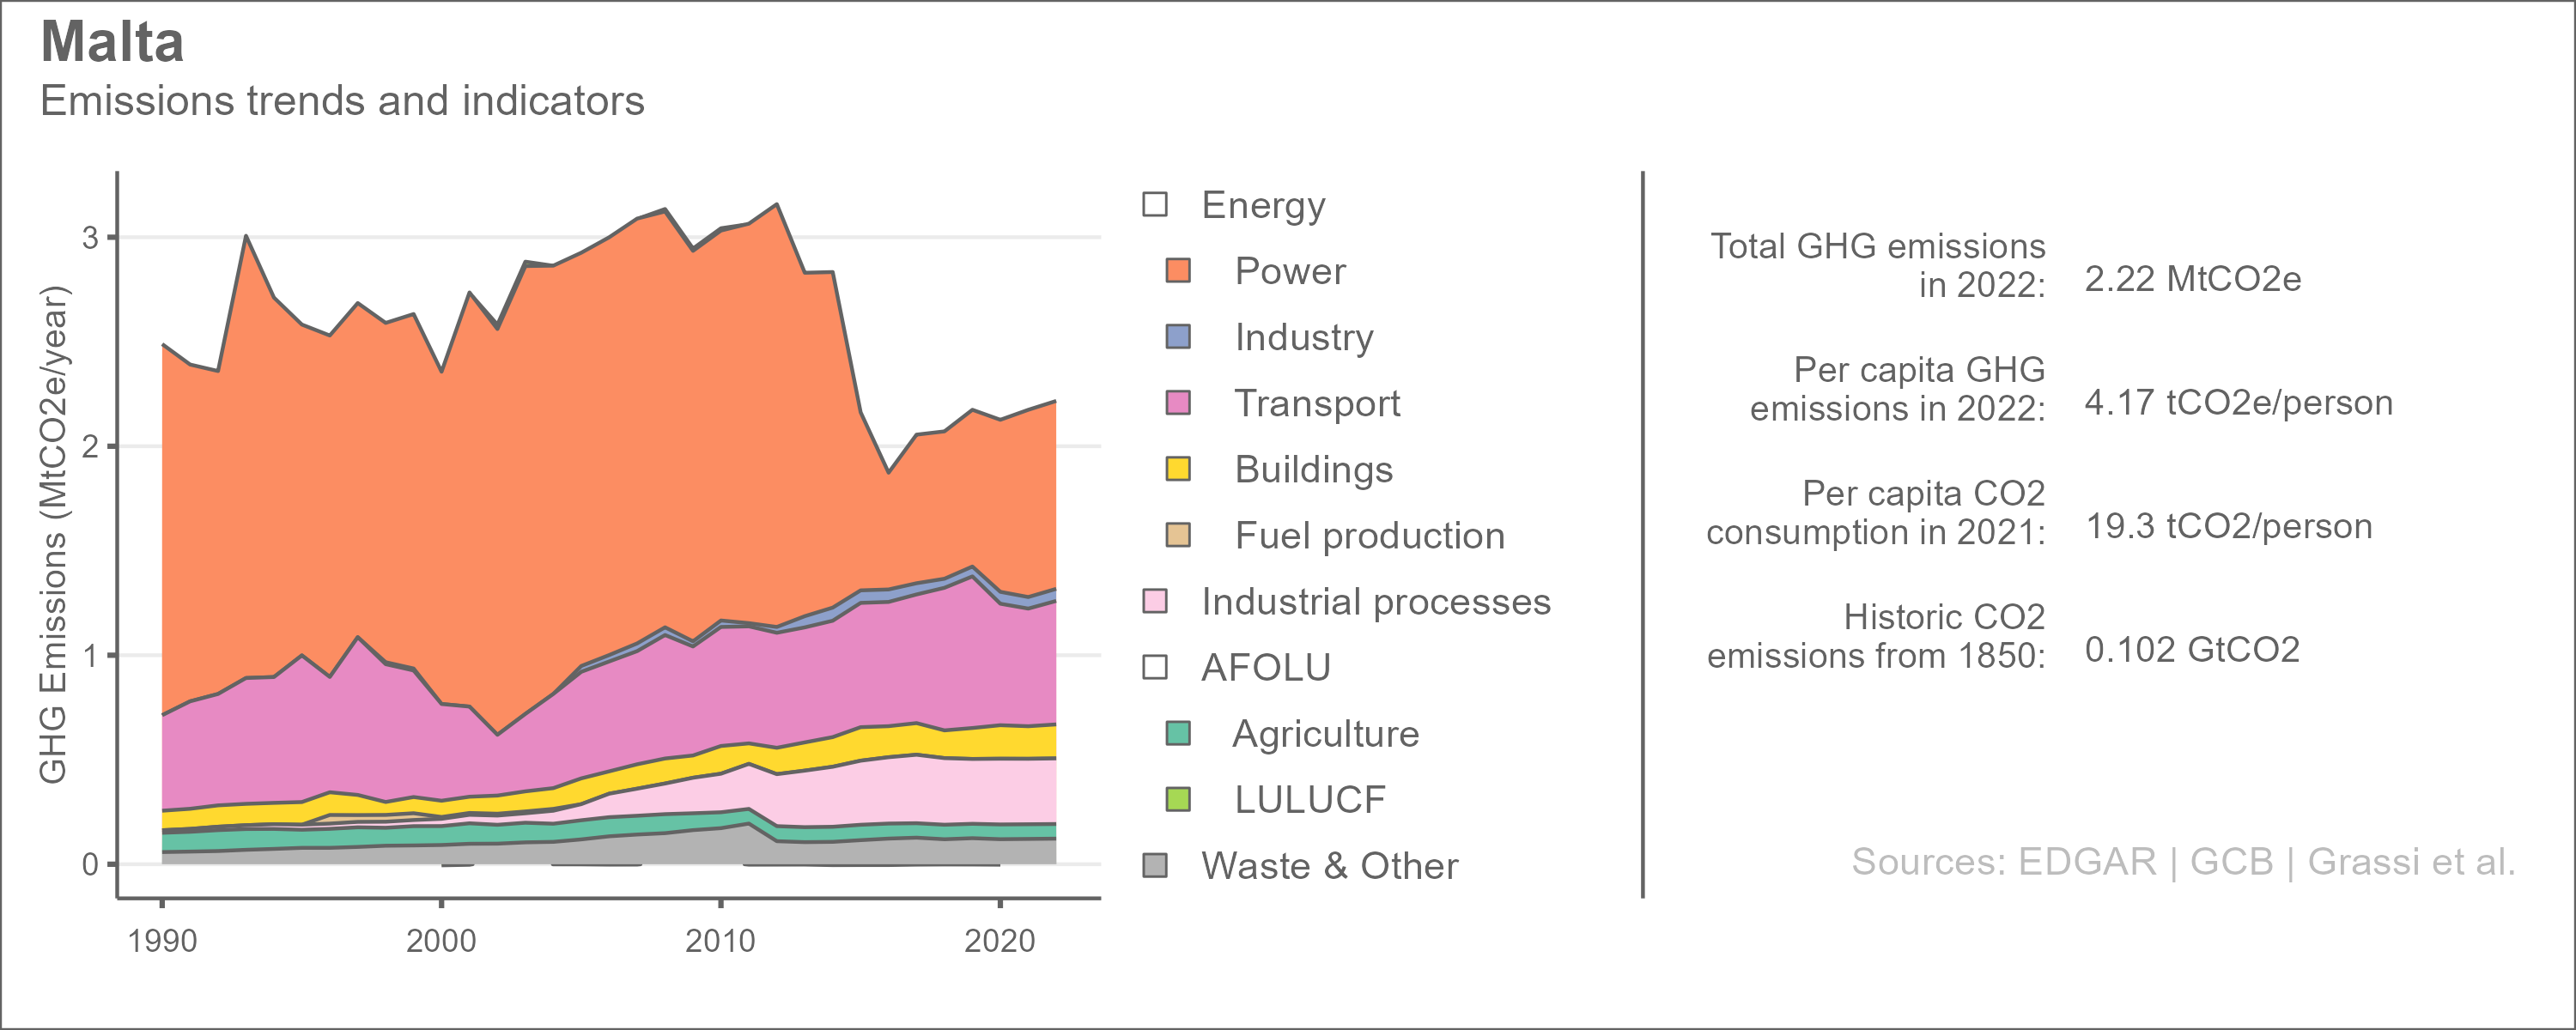 Malta
Emissions trends and indicators
GHG Emissions (MtCO2e/year)
3
2
1
0
1990
2000
2010
2020
Energy
Power
Industry
Transport
Buildings
Fuel production
Industrial processes
AFOLU
Agriculture
LULUCF
Waste & Other
Total GHG emissions
in 2022:
2.22 MtCO2e
Per capita GHG
emissions in 2022:
4.17 tCO2e/person
Per capita CO2
consumption in 2021:
19.3 tCO2/person
Historic CO2
emissions from 1850:
0.102 GtCO2
Sources: EDGAR | GCB | Grassi et al.